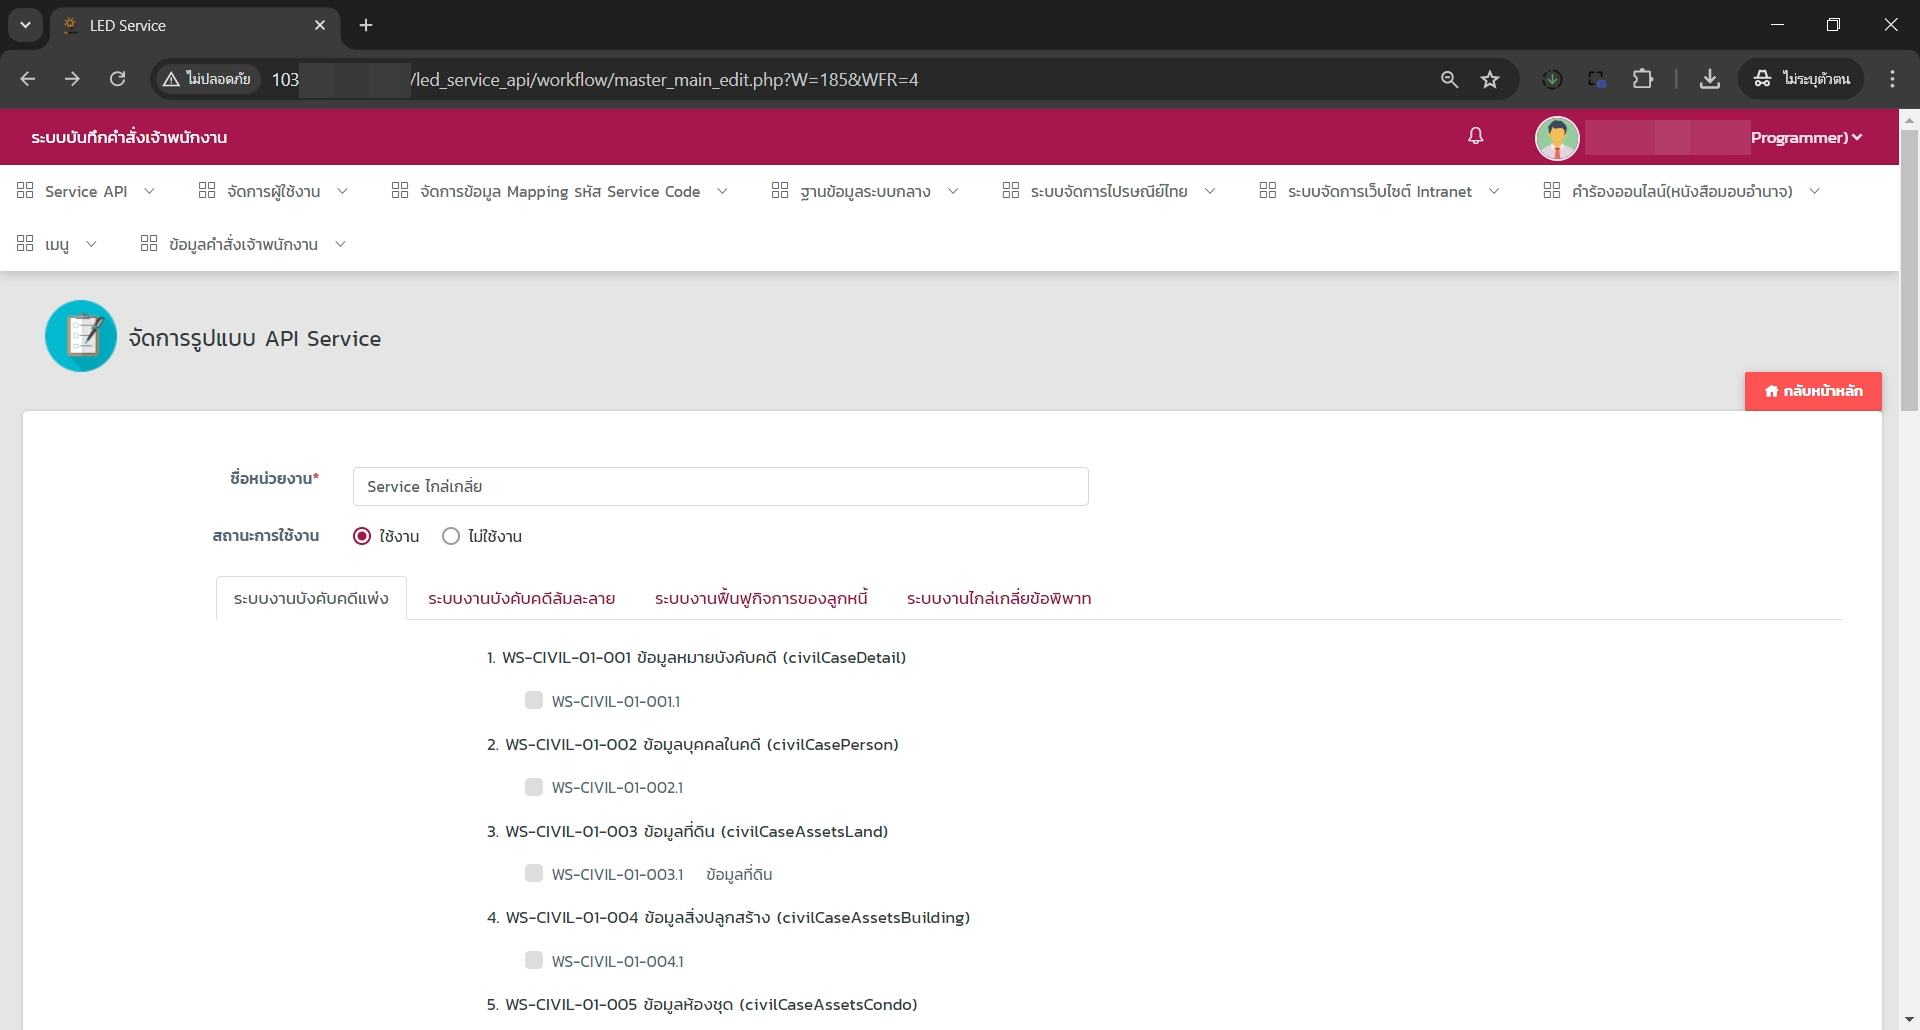 LED Service
ไม่ปลอดภัย 103 /led_service_api/workflow/master_main_edit.php?W=185&WFR=4 ไม่ระบุตัวตน
ระบบบันทึกคำสั่งเจ้าพนักงาน Programmer)
Service API จัดการผู้ใช้งาน จัดการข้อมูล Mapping รหัส Service Code ฐานข้อมูลระบบกลาง ระบบจัดการไปรษณีย์ไทย ระบบจัดการเว็บไซต์ Intranet คำร้องออนไลน์(หนังสือมอบอำนาจ)
เมนู ข้อมูลคำสั่งเจ้าพนักงาน
จัดการรูปแบบ API Service
กลับหน้าหลัก
ชื่อหน่วยงาน* Service ไกล่เกลี่ย
สถานะการใช้งาน ใช้งาน ไม่ใช้งาน
ระบบงานบังคับคดีแพ่ง ระบบงานบังคับคดีล้มละลาย ระบบงานฟื้นฟูกิจการของลูกหนี้ ระบบงานไกล่เกลี่ยข้อพิพาท
1. WS-CIVIL-01-001 ข้อมูลหมายบังคับคดี (civilCaseDetail)
WS-CIVIL-01-001.1
2. WS-CIVIL-01-002 ข้อมูลบุคคลในคดี (civilCasePerson)
WS-CIVIL-01-002.1
3. WS-CIVIL-01-003 ข้อมูลที่ดิน (civilCaseAssetsLand)
WS-CIVIL-01-003.1 ข้อมูลที่ดิน
4. WS-CIVIL-01-004 ข้อมูลสิ่งปลูกสร้าง (civilCaseAssetsBuilding)
WS-CIVIL-01-004.1
5. WS-CIVIL-01-005 ข้อมูลห้องชุด (civilCaseAssetsCondo)